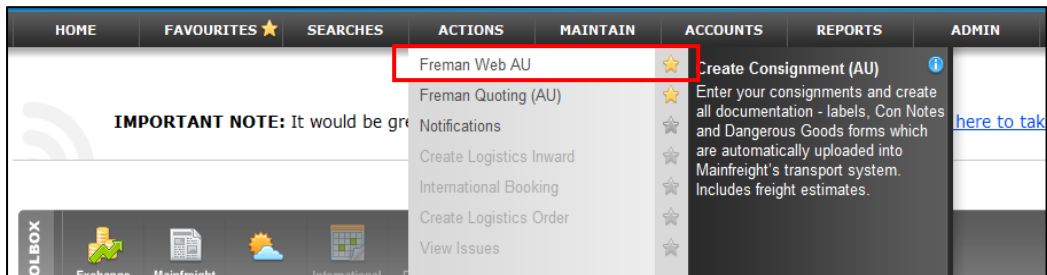 HOME FAVOURITES SEARCHES ACTIONS MAINTAIN ACCOUNTS REPORTS ADMIN
Freman Web AU
Freman Quoting (AU)
Notifications
Create Logistics Inward
International Booking
Create Logistics Order
View Issues
Create Consignment (AU)
Enter your consignments and create
all documentation - labels, Con Notes
and Dangerous Goods forms which
are automatically uploaded into
Mainfreight's transport system.
Includes freight estimates.
IMPORTANT NOTE: It would be gre
here to tak
OLBOX
Exchange Mainfreight International